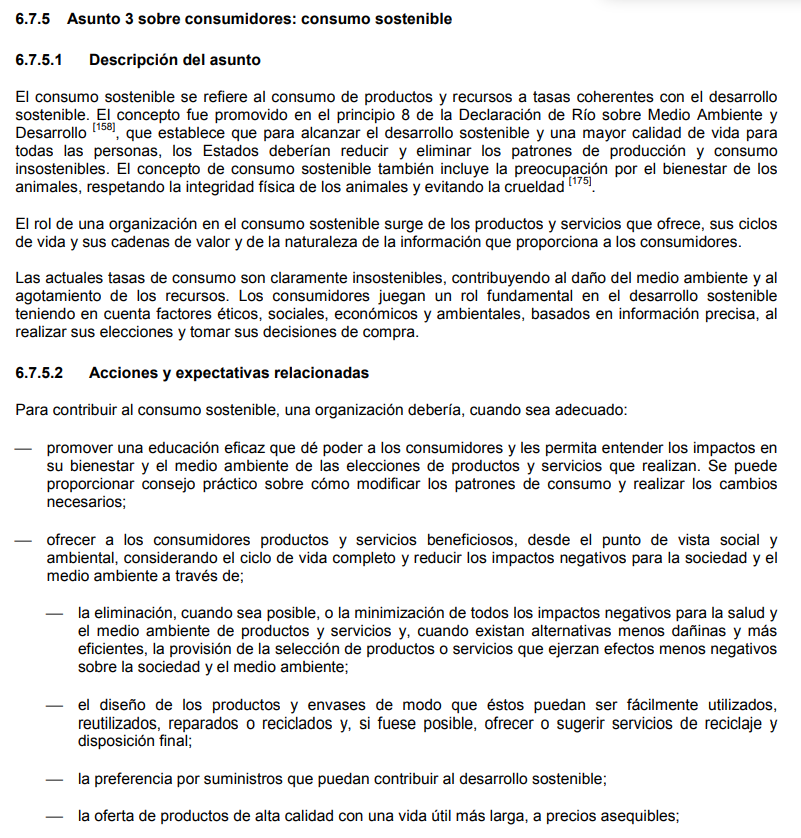 6.7.5 Asunto 3 sobre consumidores: consumo sostenible
6.7.5.1 Descripción del asunto
El consumo sostenible se refiere al consumo de productos y recursos a tasas coherentes con el desarrollo
sostenible. El concepto fue promovido en el principio 8 de la Declaración de Río sobre Medio Ambiente y
Desarrollo [158], que establece que para alcanzar el desarrollo sostenible y una mayor calidad de vida para
todas las personas, los Estados deberían reducir y eliminar los patrones de producción y consumo
insostenibles. El concepto de consumo sostenible también incluye la preocupación por el bienestar de los
animales, respetando la integridad física de los animales y evitando la crueldad [175].
El rol de una organización en el consumo sostenible surge de los productos y servicios que ofrece, sus ciclos
de vida y sus cadenas de valor y de la naturaleza de la información que proporciona a los consumidores.
Las actuales tasas de consumo son claramente insostenibles, contribuyendo al daño del medio ambiente y al
agotamiento de los recursos. Los consumidores juegan un rol fundamental en el desarrollo sostenible
teniendo en cuenta factores éticos, sociales, económicos y ambientales, basados en información precisa, al
realizar sus elecciones y tomar sus decisiones de compra.
6.7.5.2 Acciones y expectativas relacionadas
Para contribuir al consumo sostenible, una organización debería, cuando sea adecuado:
— promover una educación eficaz que dé poder a los consumidores y les permita entender los impactos en
su bienestar y el medio ambiente de las elecciones de productos y servicios que realizan. Se puede
proporcionar consejo práctico sobre cómo modificar los patrones de consumo y realizar los cambios
necesarios;
— ofrecer a los consumidores productos y servicios beneficiosos, desde el punto de vista social y
ambiental, considerando el ciclo de vida completo y reducir los impactos negativos para la sociedad y el
medio ambiente a través de;
— la eliminación, cuando sea posible, o la minimización de todos los impactos negativos para la salud y
el medio ambiente de productos y servicios y, cuando existan alternativas menos dañinas y más
eficientes, la provisión de la selección de productos o servicios que ejerzan efectos menos negativos
sobre la sociedad y el medio ambiente;
— el diseño de los productos y envases de modo que éstos puedan ser fácilmente utilizados,
reutilizados, reparados o reciclados y, si fuese posible, ofrecer o sugerir servicios de reciclaje y
disposición final;
— la preferencia por suministros que puedan contribuir al desarrollo sostenible;
— la oferta de productos de alta calidad con una vida útil más larga, a precios asequibles;